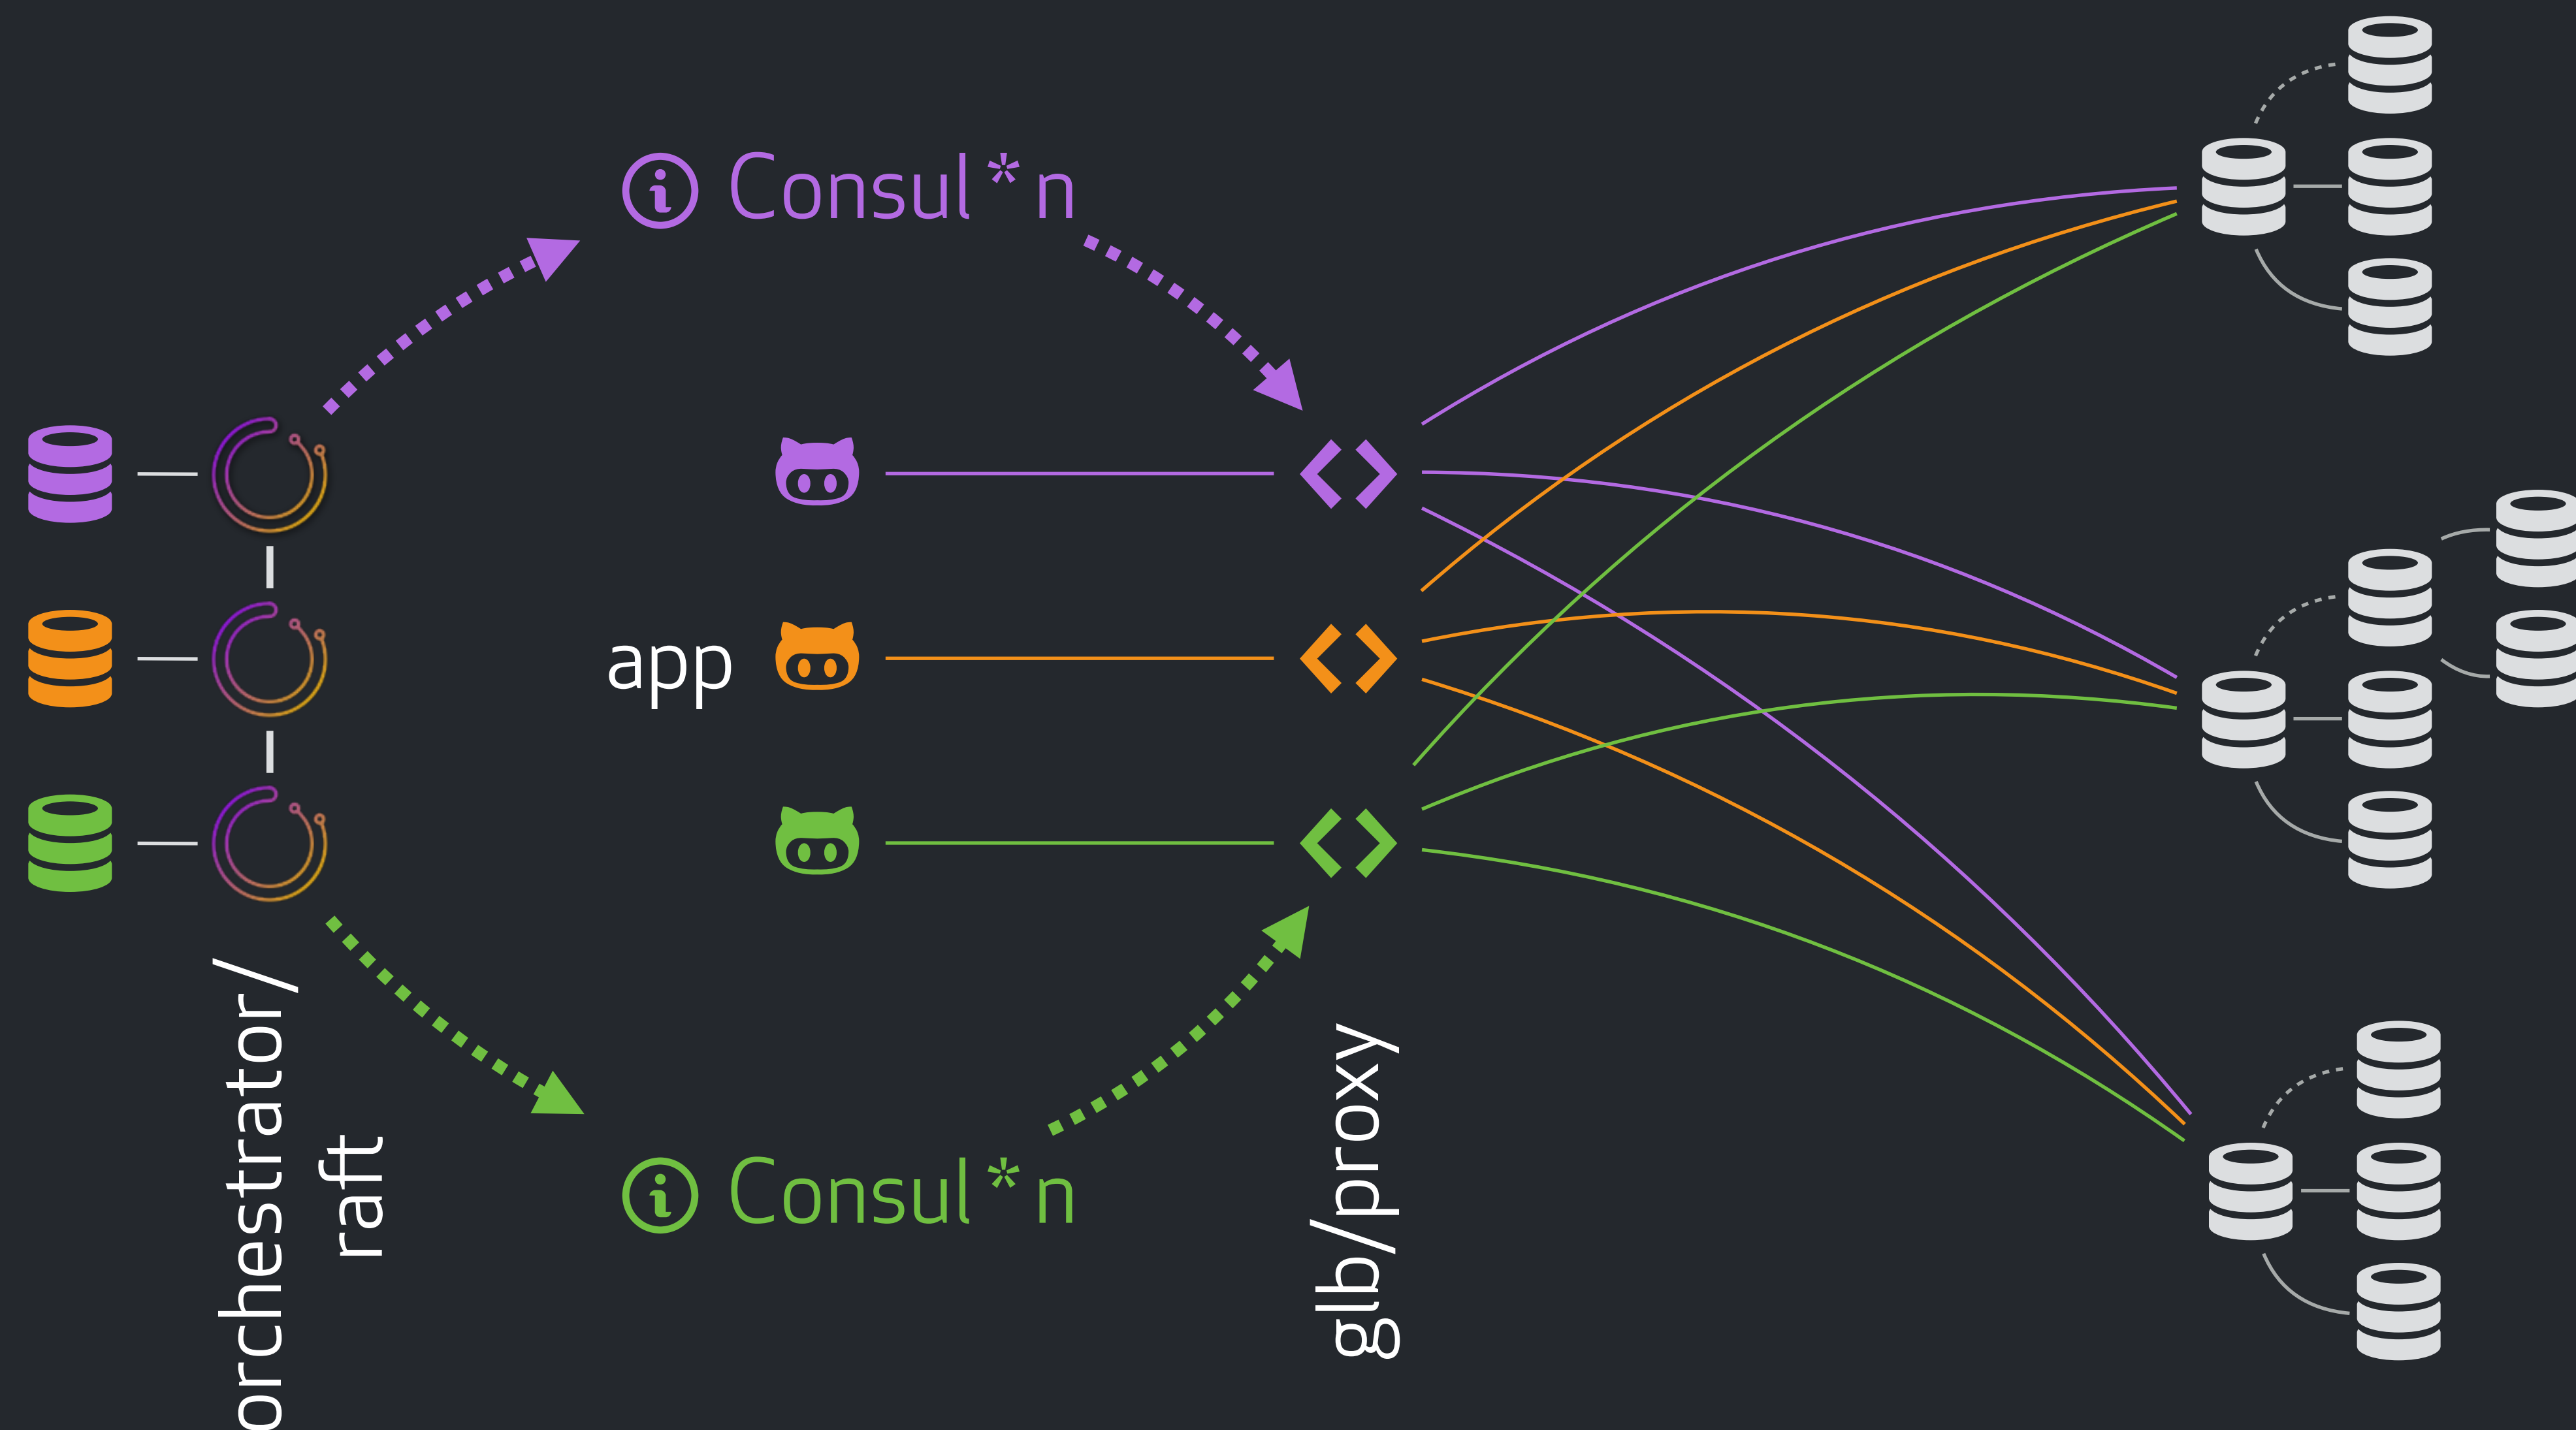 Consul*n
app
orchestrator/
raft
Consul*n
glb/proxy